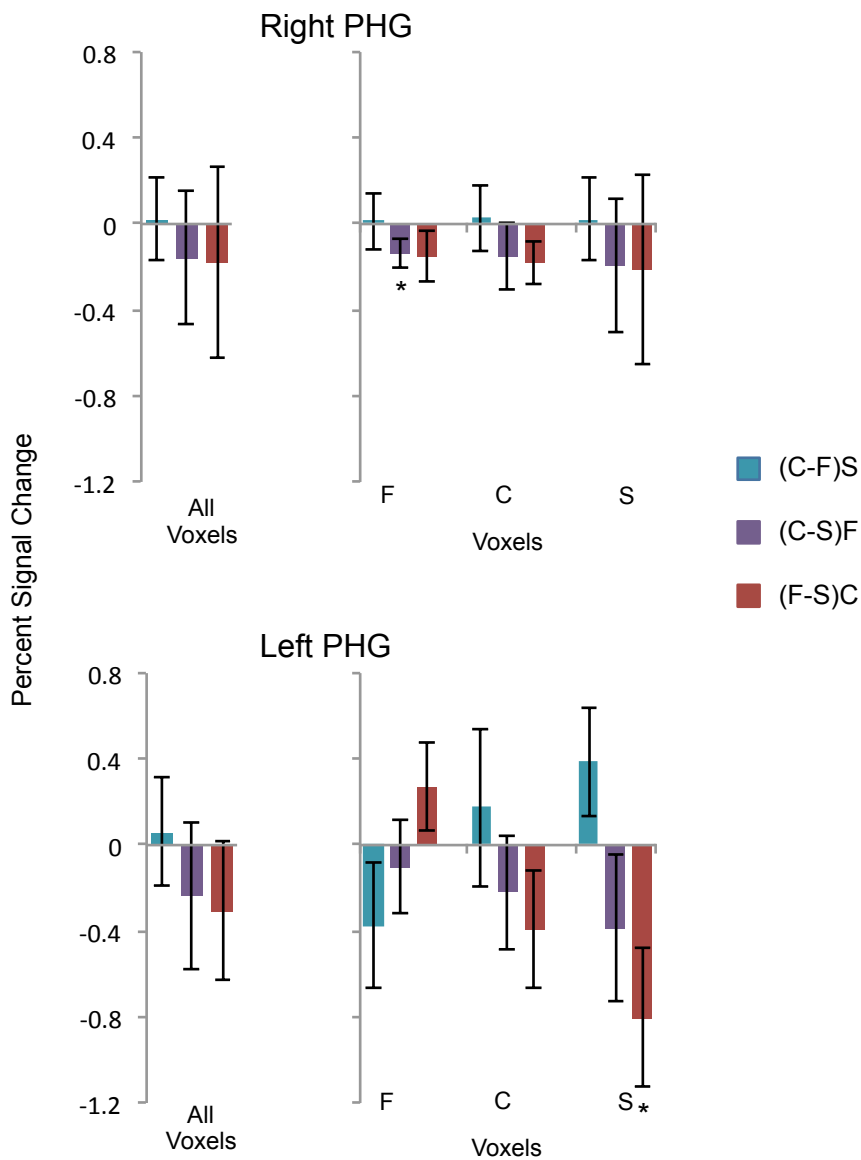 Right PHG
0.8
0.4
0
-0.4
-0.8
-1.2
*
All
Voxels
F C S
Voxels
Percent Signal Change
(C-F)S
(C-S)F
(F-S)C
Left PHG
0.8
0.4
0
-0.4
-0.8
-1.2
All
Voxels
F C S *
Voxels